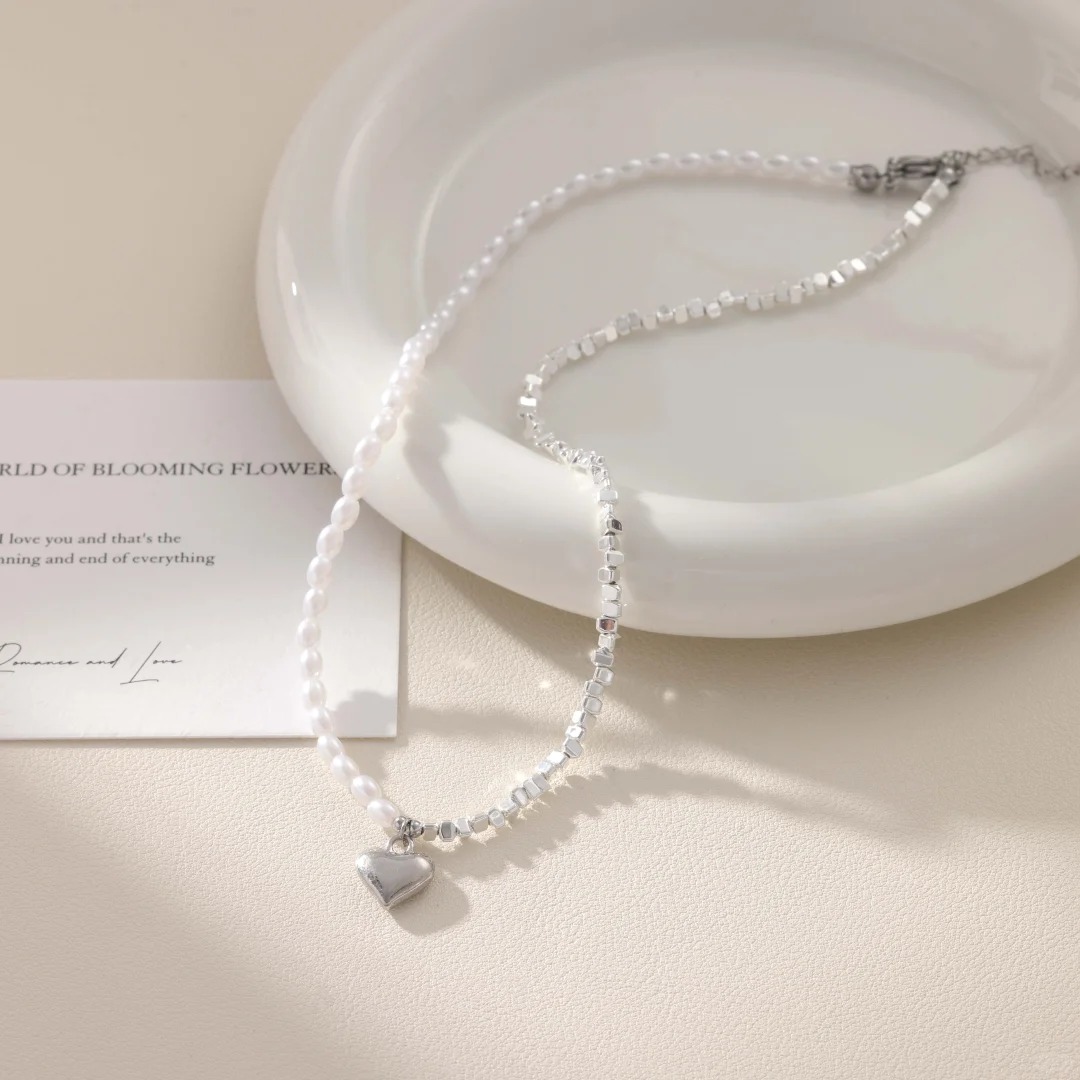 RLD OF BLOOMING FLOWER
I love you and that's the
nning and end of everything
Romance and Love